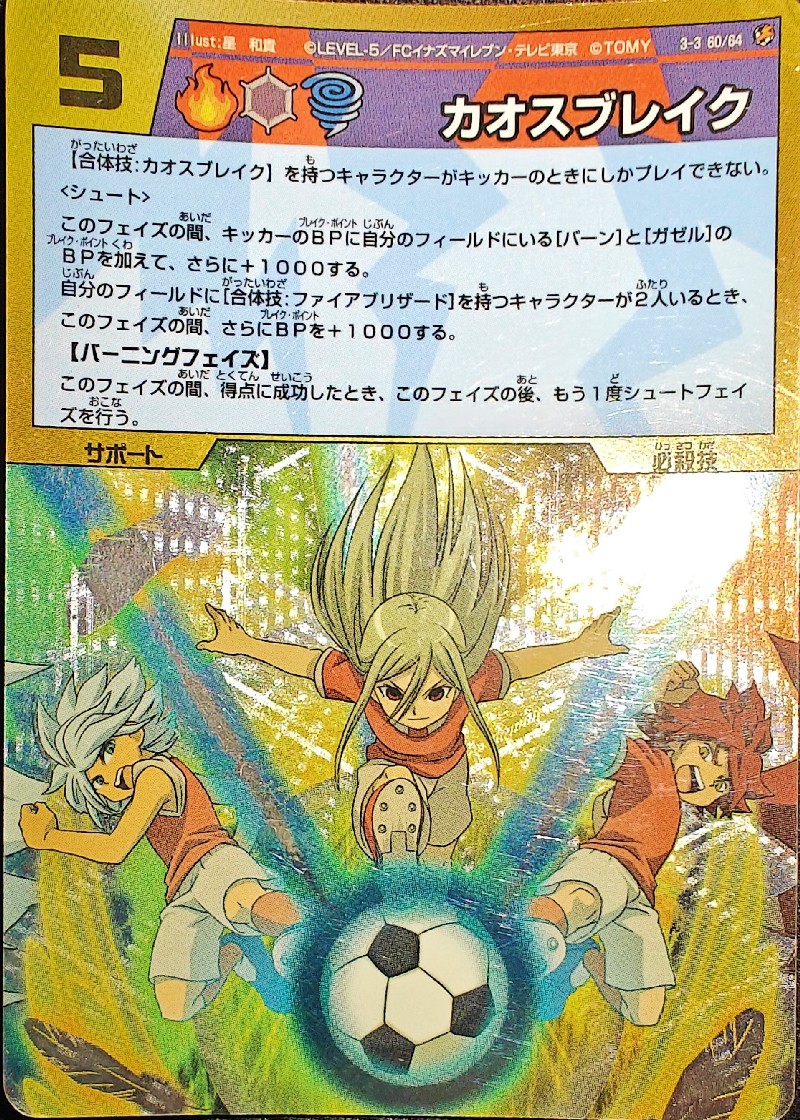 5
Illust:星 和貴 ©LEVEL-5/FCイナズマイレブン・テレビ東京 ©TOMY 3-3 60/64
カオスブレイク
がったいわざ も
【合体技:カオスブレイク】を持つキャラクターがキッカーのときにしかプレイできない。
<シュート>
あいだ ブレイク・ポイント じぶん
このフェイズの間、キッカーのBPに自分のフィールドにいる[バーン]と[ガゼル]の
ブレイク・ポイント くわ
BPを加えて、さらに+1000する。
じぶん がったいわざ も ふたり
自分のフィールドに[合体技:ファイアブリザード]を持つキャラクターが2人いるとき、
あいだ ブレイク・ポイント
このフェイズの間、さらにBPを+1000する。
【バーニングフェイズ】
あいだ とくてん せいこう あと ど
このフェイズの間、得点に成功したとき、このフェイズの後、もう1度シュートフェイ
おこな
ズを行う。
サポート
ひっさつわざ
必殺技